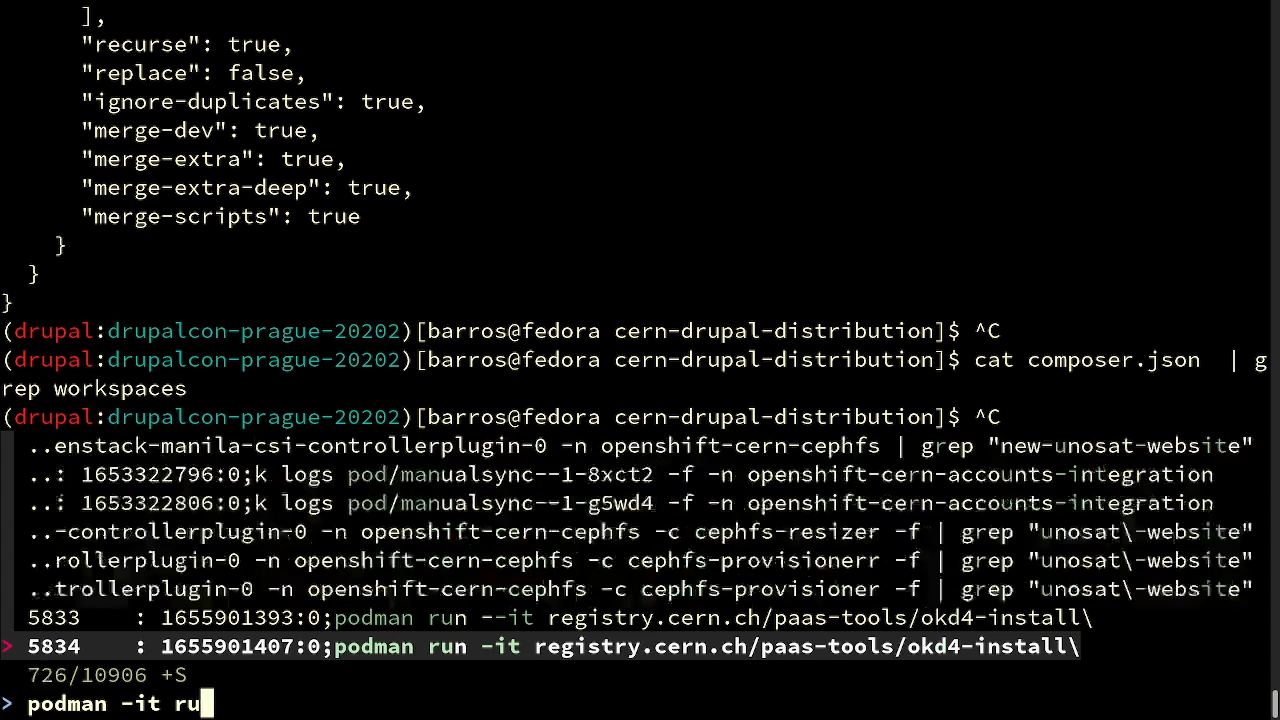 ],
"recurse": true,
"replace": false,
"ignore-duplicates": true,
"merge-dev": true,
"merge-extra": true,
"merge-extra-deep": true,
"merge-scripts": true
}
}
}
(drupal:drupalcon-prague-20202)[barros@fedora cern-drupal-distribution]$ ^C
(drupal:drupalcon-prague-20202)[barros@fedora cern-drupal-distribution]$ cat composer.json  | g
rep workspaces
(drupal:drupalcon-prague-20202)[barros@fedora cern-drupal-distribution]$ ^C
..enstack-manila-csi-controllerplugin-0 -n openshift-cern-cephfs | grep "new-unosat-website"
..: 1653322796:0;k logs pod/manualsync--1-8xct2 -f -n openshift-cern-accounts-integration
..: 1653322806:0;k logs pod/manualsync--1-g5wd4 -f -n openshift-cern-accounts-integration
..-controllerplugin-0 -n openshift-cern-cephfs -c cephfs-resizer -f | grep "unosat\-website"
..rollerplugin-0 -n openshift-cern-cephfs -c cephfs-provisionerr -f | grep "unosat\-website"
..trollerplugin-0 -n openshift-cern-cephfs -c cephfs-provisioner -f | grep "unosat\-website"
5833    : 1655901393:0;podman run --it registry.cern.ch/paas-tools/okd4-install\
> 5834    : 1655901407:0;podman run -it registry.cern.ch/paas-tools/okd4-install\
726/10906 +S
> podman -it ru